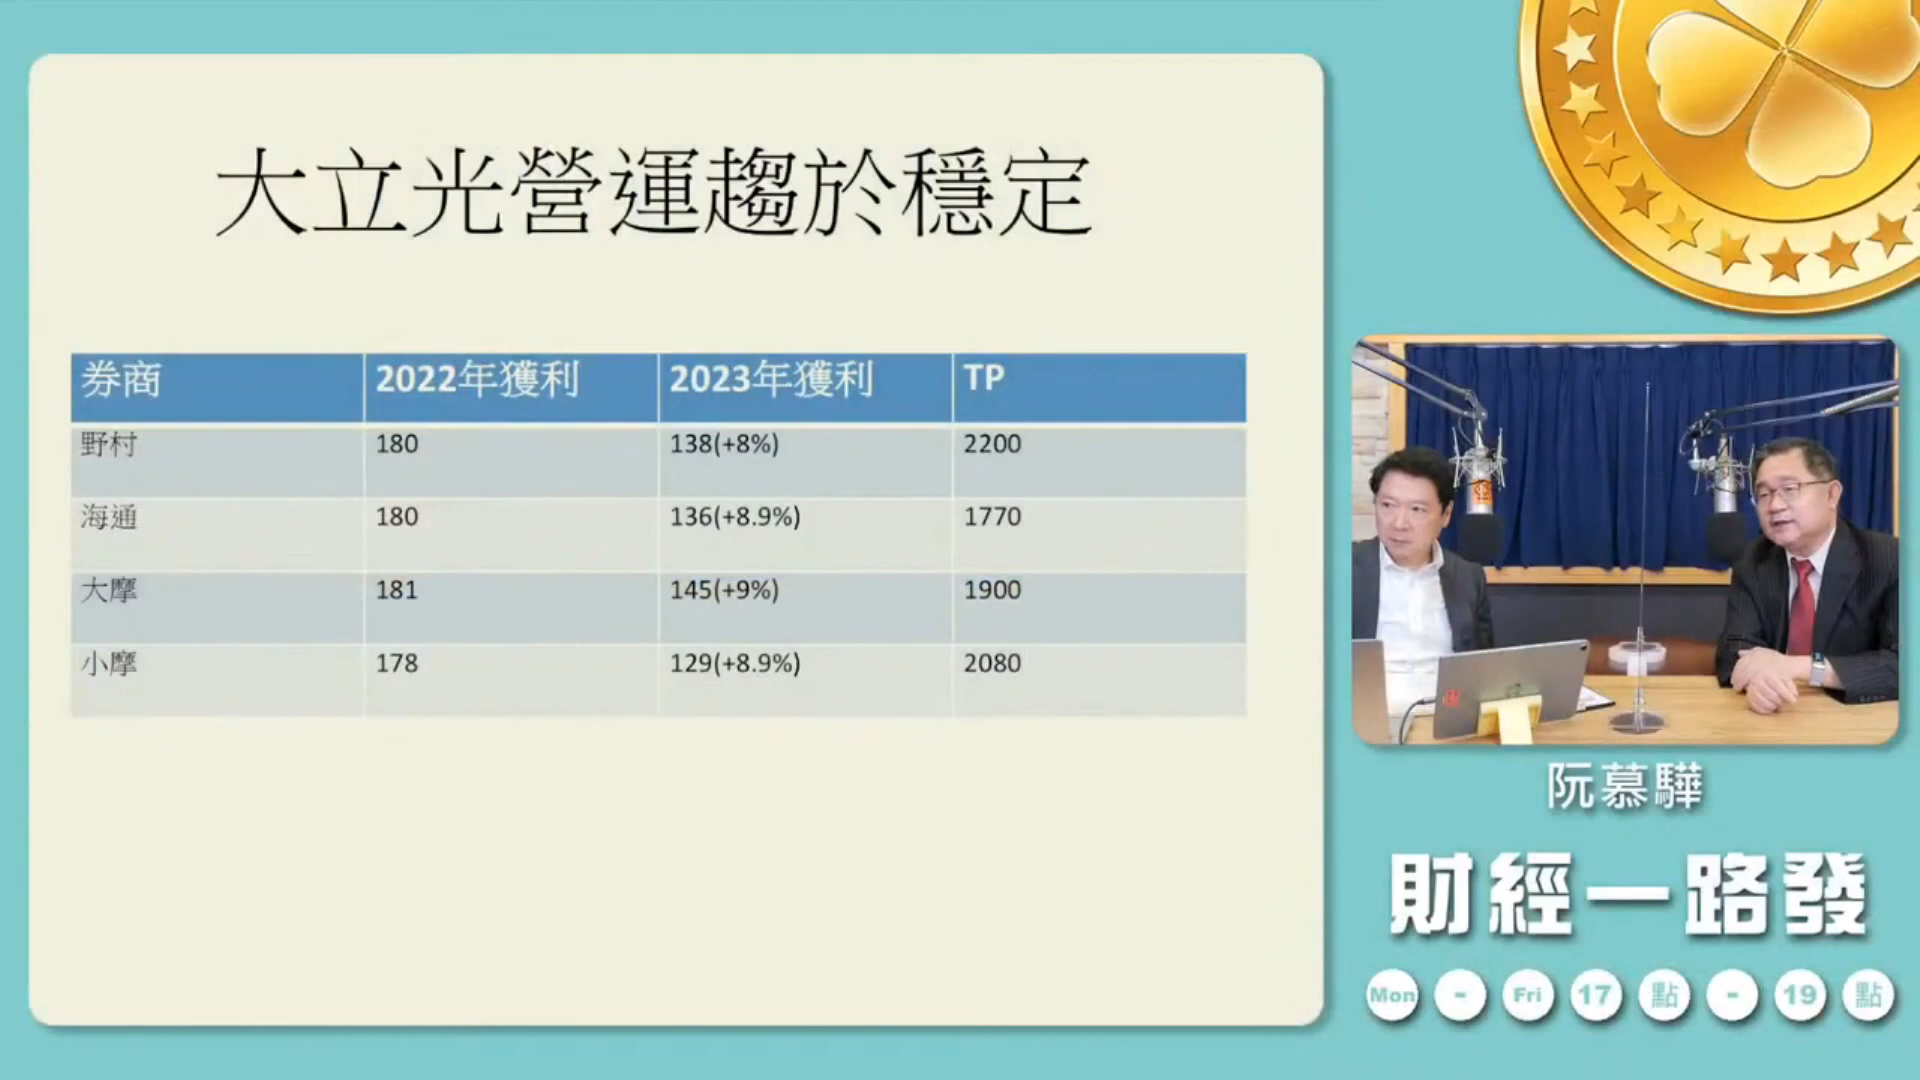 大立光營運趨於穩定
券商 2022年獲利 2023年獲利 TP
野村 180 138(+8%) 2200
海通 180 136(+8.9%) 1770
大摩 181 145(+9%) 1900
小摩 178 129(+8.9%) 2080
阮慕驊
財經一路發
Mon - Fri 17 點 - 19 點